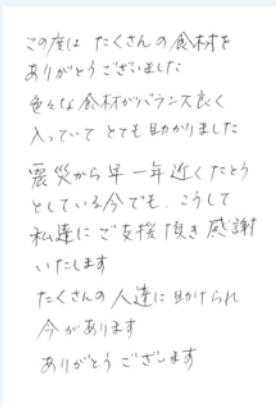 この度は たくさんの食材を
ありがとうございました
色々な食材がバランス良く
入っていて とても助かりました
震災から早一年近くたとう
としている今でも、こうして
私達にご支援頂き感謝
いたします
たくさんの人達に助けられ
今があります
ありがとうございます